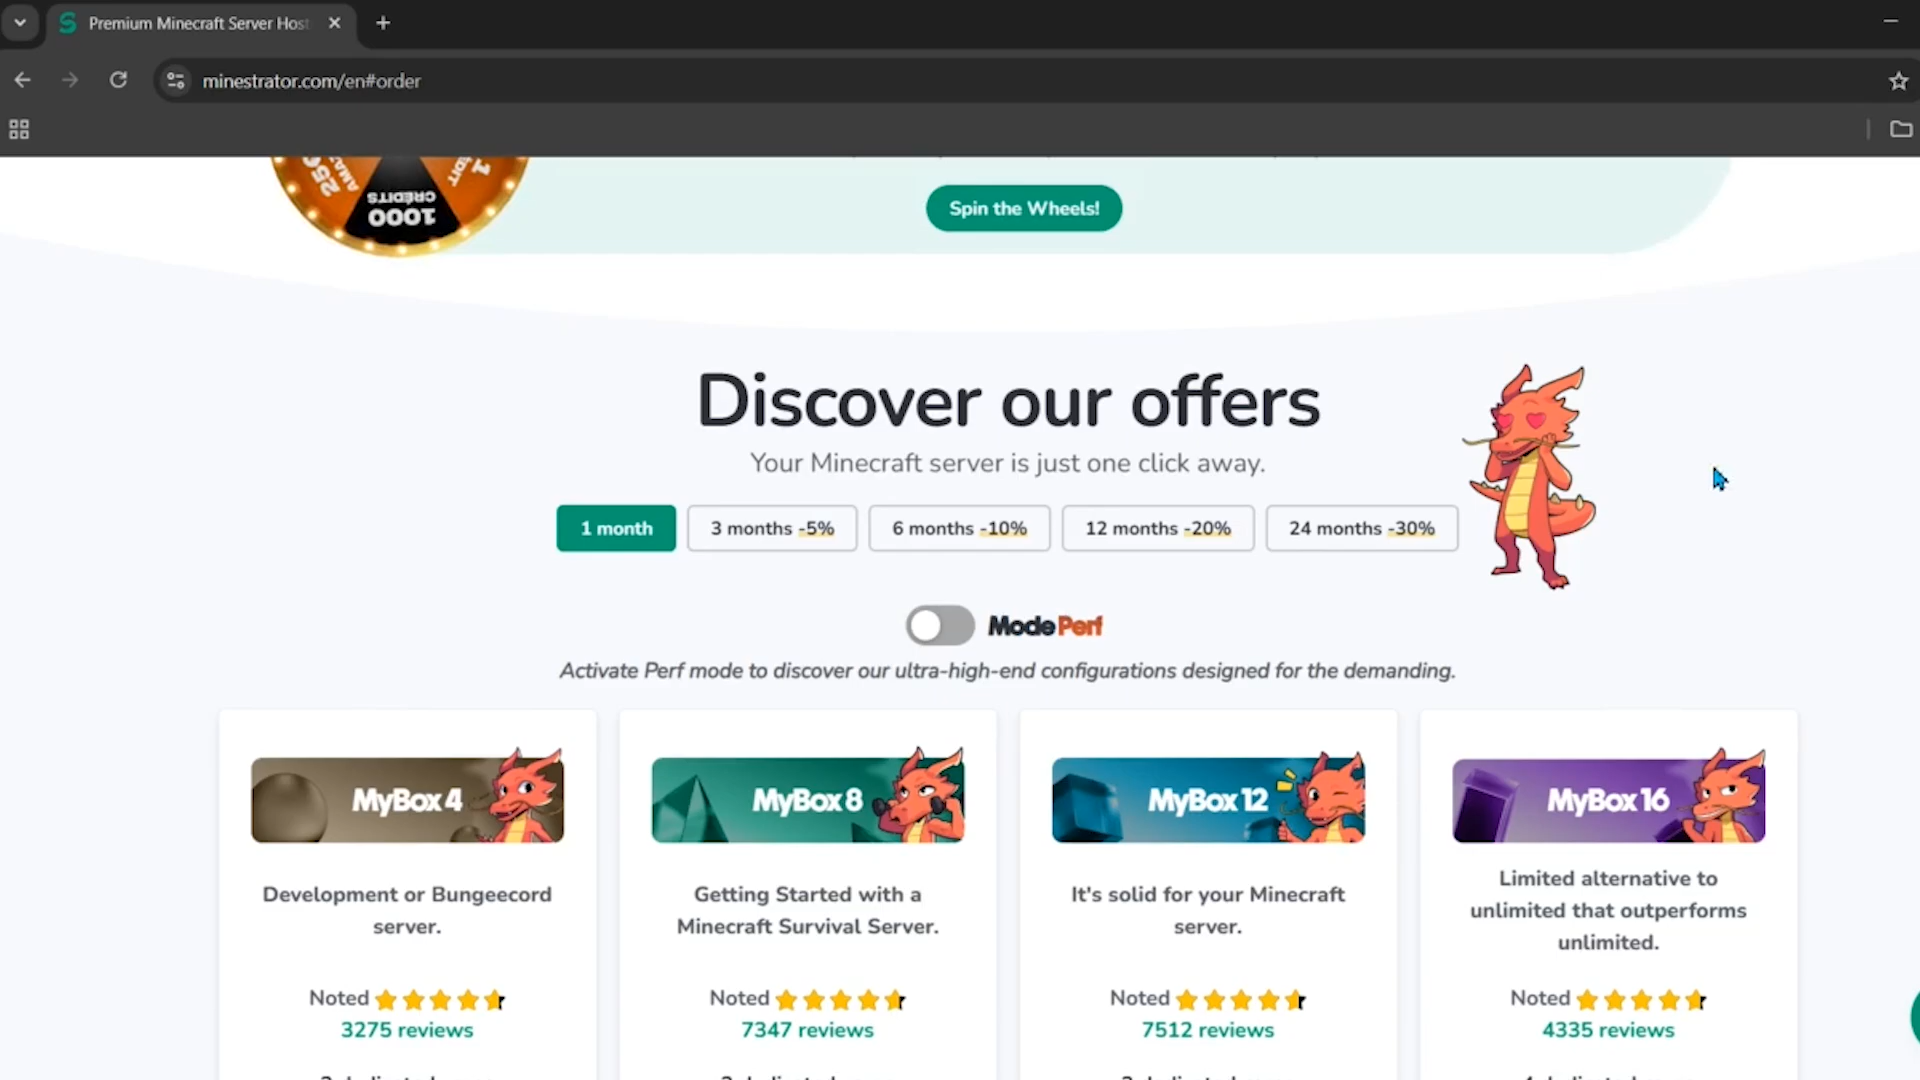 Premium Minecraft Server Host
minestrator.com/en#order
250
AMAZ
1000
CRÉDITS
1
Spin the Wheels!
Discover our offers
Your Minecraft server is just one click away.
1 month
3 months -5%
6 months -10%
12 months -20%
24 months -30%
ModePerf
Activate Perf mode to discover our ultra-high-end configurations designed for the demanding.
MyBox 4
MyBox 8
MyBox 12
MyBox 16
Development or Bungeecord
server.
Getting Started with a
Minecraft Survival Server.
It's solid for your Minecraft
server.
Limited alternative to
unlimited that outperforms
unlimited.
Noted
3275 reviews
Noted
7347 reviews
Noted
7512 reviews
Noted
4335 reviews